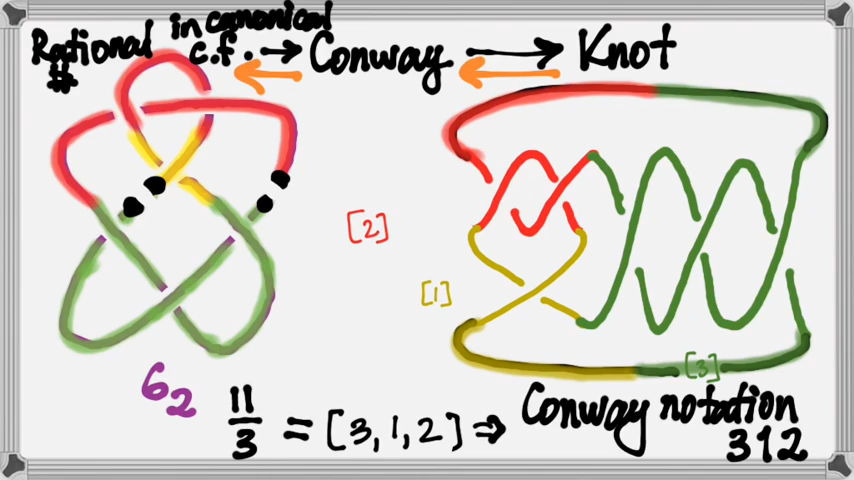 Rational in canonical
# c.f. → Conway → Knot
[2]
[1]
[3]
6₂
11/3 = [3,1,2] ⇒ Conway notation
312